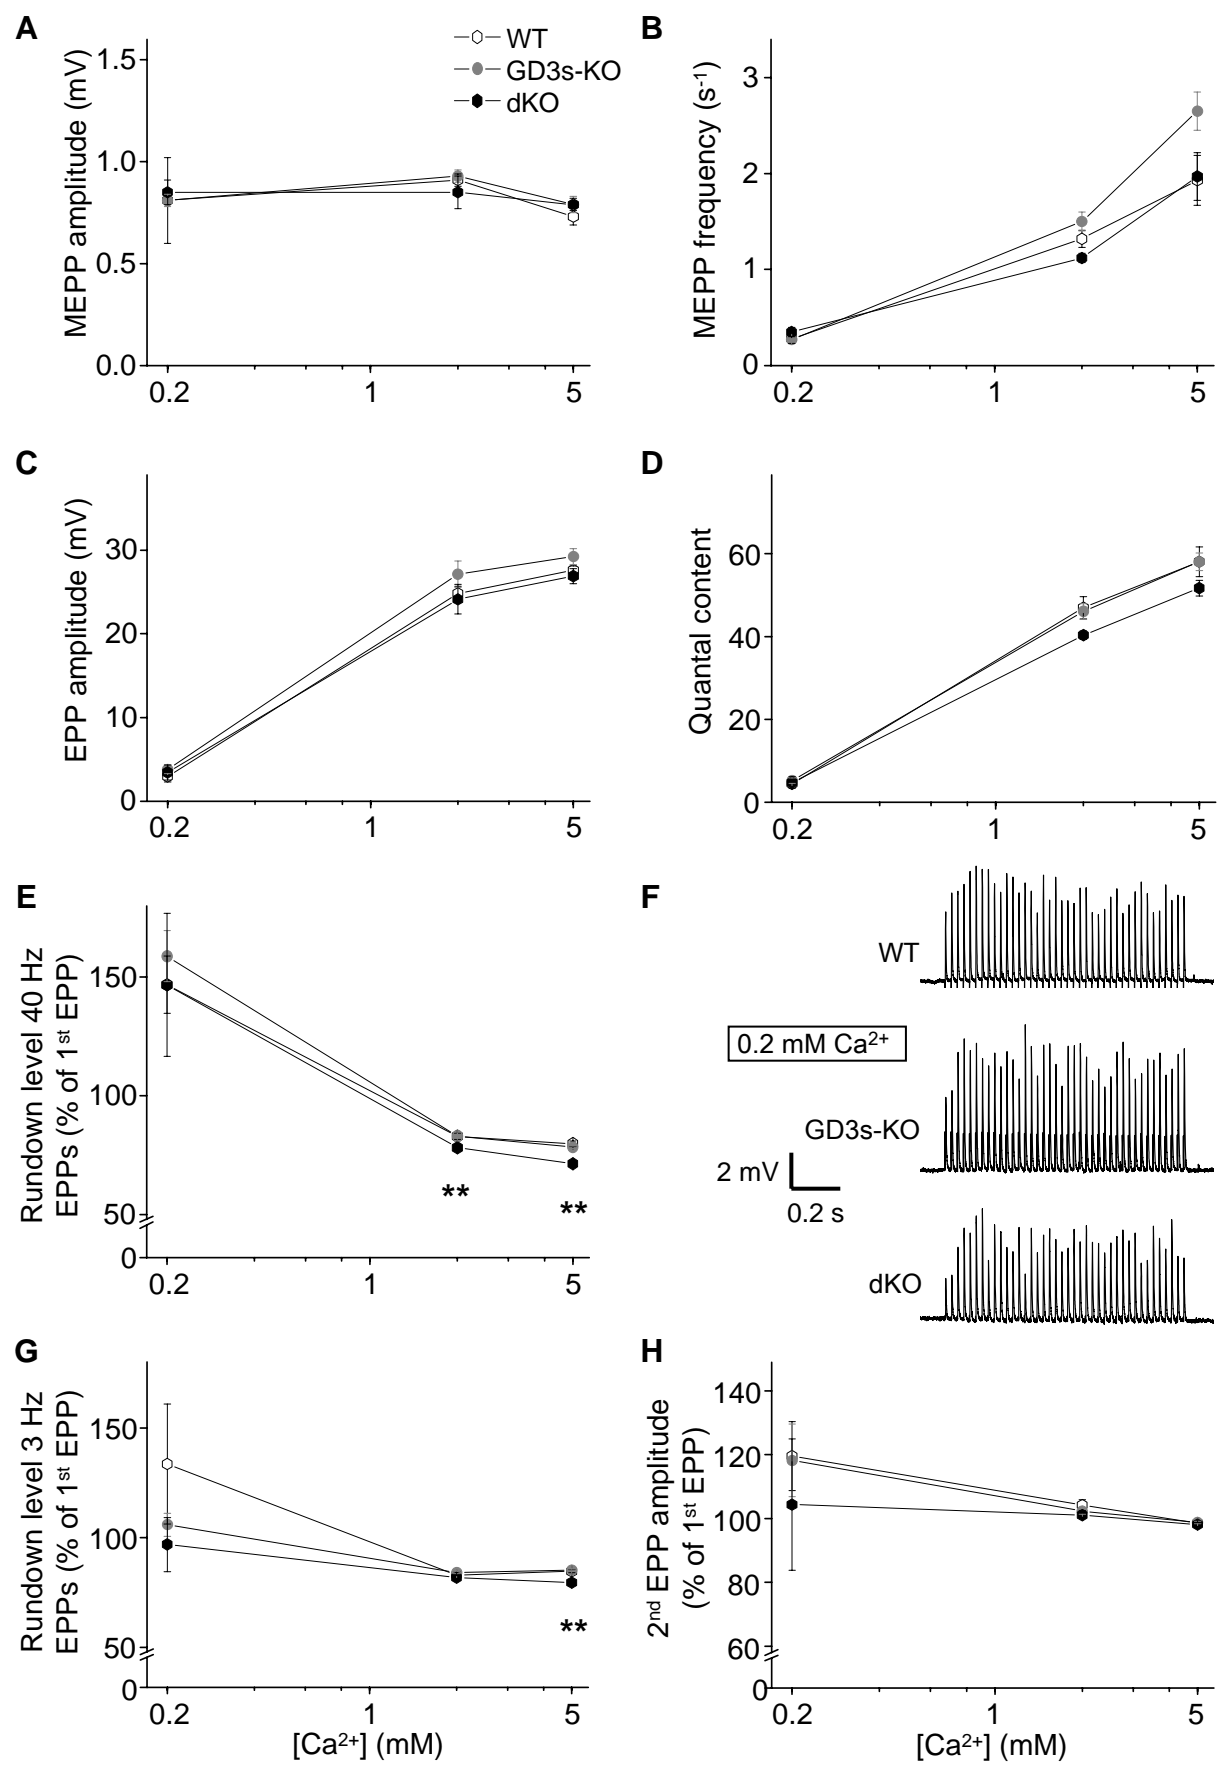 A
WT
GD3s-KO
dKO
MEPP amplitude (mV)
1.5
1.0
0.5
0.0
0.2 1 5
B
MEPP frequency (s-1)
3
2
1
0
0.2 1 5
C
EPP amplitude (mV)
30
20
10
0
0.2 1 5
D
Quantal content
60
40
20
0
0.2 1 5
E
Rundown level 40 Hz
EPPs (% of 1st EPP)
150
100
50
0
** **
0.2 1 5
F
WT
0.2 mM Ca2+
GD3s-KO
2 mV
0.2 s
dKO
G
Rundown level 3 Hz
EPPs (% of 1st EPP)
150
100
50
0
**
0.2 1 5
[Ca2+] (mM)
H
2nd EPP amplitude
(% of 1st EPP)
140
120
100
80
60
0
0.2 1 5
[Ca2+] (mM)